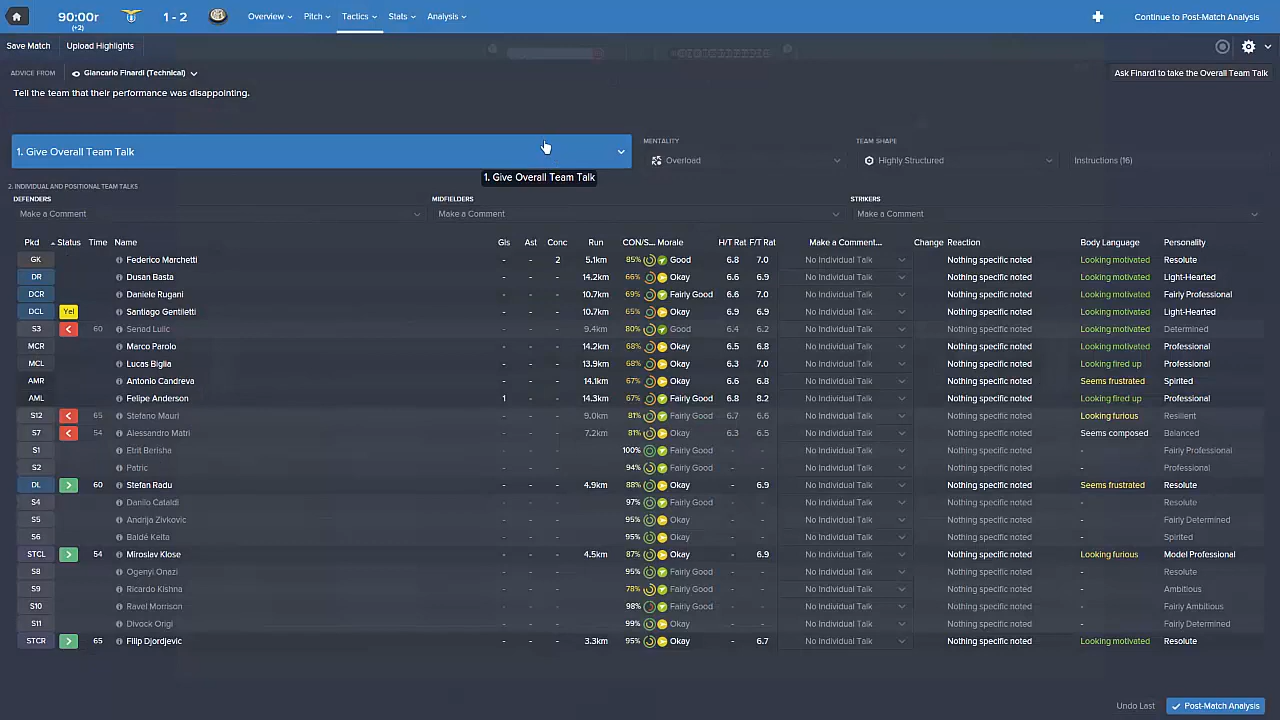 90:00r 1 - 2 Overview Pitch Tactics Stats Analysis Continue to Post-Match Analysis
(+2)
Save Match Upload Highlights
ADVICE FROM Giancarlo Finardi (Technical) Ask Finardi to take the Overall Team Talk
Tell the team that their performance was disappointing.
MENTALITY TEAM SHAPE
1. Give Overall Team Talk Overload Highly Structured Instructions (16)
1. Give Overall Team Talk
2. INDIVIDUAL AND POSITIONAL TEAM TALKS
DEFENDERS MIDFIELDERS STRIKERS
Make a Comment Make a Comment Make a Comment
Pkd Status Time Name Gls Ast Conc Run CON/S... Morale H/T Rat F/T Rat Make a Comment... Change Reaction Body Language Personality
GK Federico Marchetti - - 2 5.1km 85% Good 6.8 7.0 No Individual Talk Nothing specific noted Looking motivated Resolute
DR Dusan Basta - - - 14.2km 66% Okay 6.6 6.9 No Individual Talk Nothing specific noted Looking motivated Light-Hearted
DCR Daniele Rugani - - - 10.7km 69% Fairly Good 6.6 7.0 No Individual Talk Nothing specific noted Looking motivated Fairly Professional
DCL Yel Santiago Gentiletti - - - 10.7km 65% Okay 6.9 6.9 No Individual Talk Nothing specific noted Looking motivated Light-Hearted
S3 60 Senad Lulic - - - 9.4km 80% Good 6.4 6.2 No Individual Talk Nothing specific noted Looking motivated Determined
MCR Marco Parolo - - - 14.2km 68% Okay 6.5 6.8 No Individual Talk Nothing specific noted Looking motivated Professional
MCL Lucas Biglia - - - 13.9km 68% Okay 6.3 7.0 No Individual Talk Nothing specific noted Looking fired up Professional
AMR Antonio Candreva - - - 14.1km 67% Okay 6.6 6.8 No Individual Talk Nothing specific noted Seems frustrated Spirited
AML Felipe Anderson 1 - - 14.3km 67% Fairly Good 6.8 8.2 No Individual Talk Nothing specific noted Looking fired up Professional
S12 65 Stefano Mauri - - - 9.0km 81% Fairly Good 6.7 6.6 No Individual Talk Nothing specific noted Looking furious Resilient
S7 54 Alessandro Matri - - - 7.2km 81% Okay 6.3 6.5 No Individual Talk Nothing specific noted Seems composed Balanced
S1 Etrit Berisha - - - - 100% Fairly Good - - No Individual Talk Nothing specific noted - Fairly Professional
S2 Patric - - - - 94% Fairly Good - - No Individual Talk Nothing specific noted - Professional
DL 60 Stefan Radu - - - 4.9km 88% Okay - 6.9 No Individual Talk Nothing specific noted Seems frustrated Resolute
S4 Danilo Cataldi - - - - 97% Fairly Good - - No Individual Talk Nothing specific noted - Resolute
S5 Andrija Zivkovic - - - - 95% Okay - - No Individual Talk Nothing specific noted - Fairly Determined
S6 Baldé Keita - - - - 95% Okay - - No Individual Talk Nothing specific noted - Spirited
STCL 54 Miroslav Klose - - - 4.5km 87% Okay - 6.9 No Individual Talk Nothing specific noted Looking furious Model Professional
S8 Ogenyi Onazi - - - - 95% Fairly Good - - No Individual Talk Nothing specific noted - Resolute
S9 Ricardo Kishna - - - - 78% Fairly Good - - No Individual Talk Nothing specific noted - Ambitious
S10 Ravel Morrison - - - - 98% Fairly Good - - No Individual Talk Nothing specific noted - Fairly Ambitious
S11 Divock Origi - - - - 99% Okay - - No Individual Talk Nothing specific noted - Fairly Determined
STCR 65 Filip Djordjevic - - - 3.3km 95% Okay - 6.7 No Individual Talk Nothing specific noted Looking motivated Resolute
Undo Last Post-Match Analysis